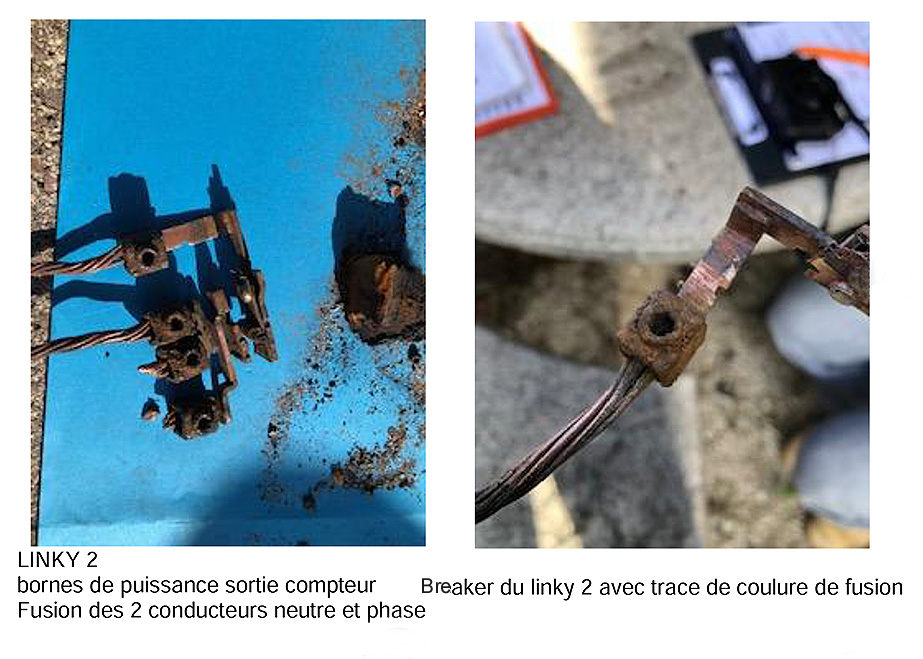 LINKY 2
bornes de puissance sortie compteur
Fusion des 2 conducteurs neutre et phase
Breaker du linky 2 avec trace de coulure de fusion